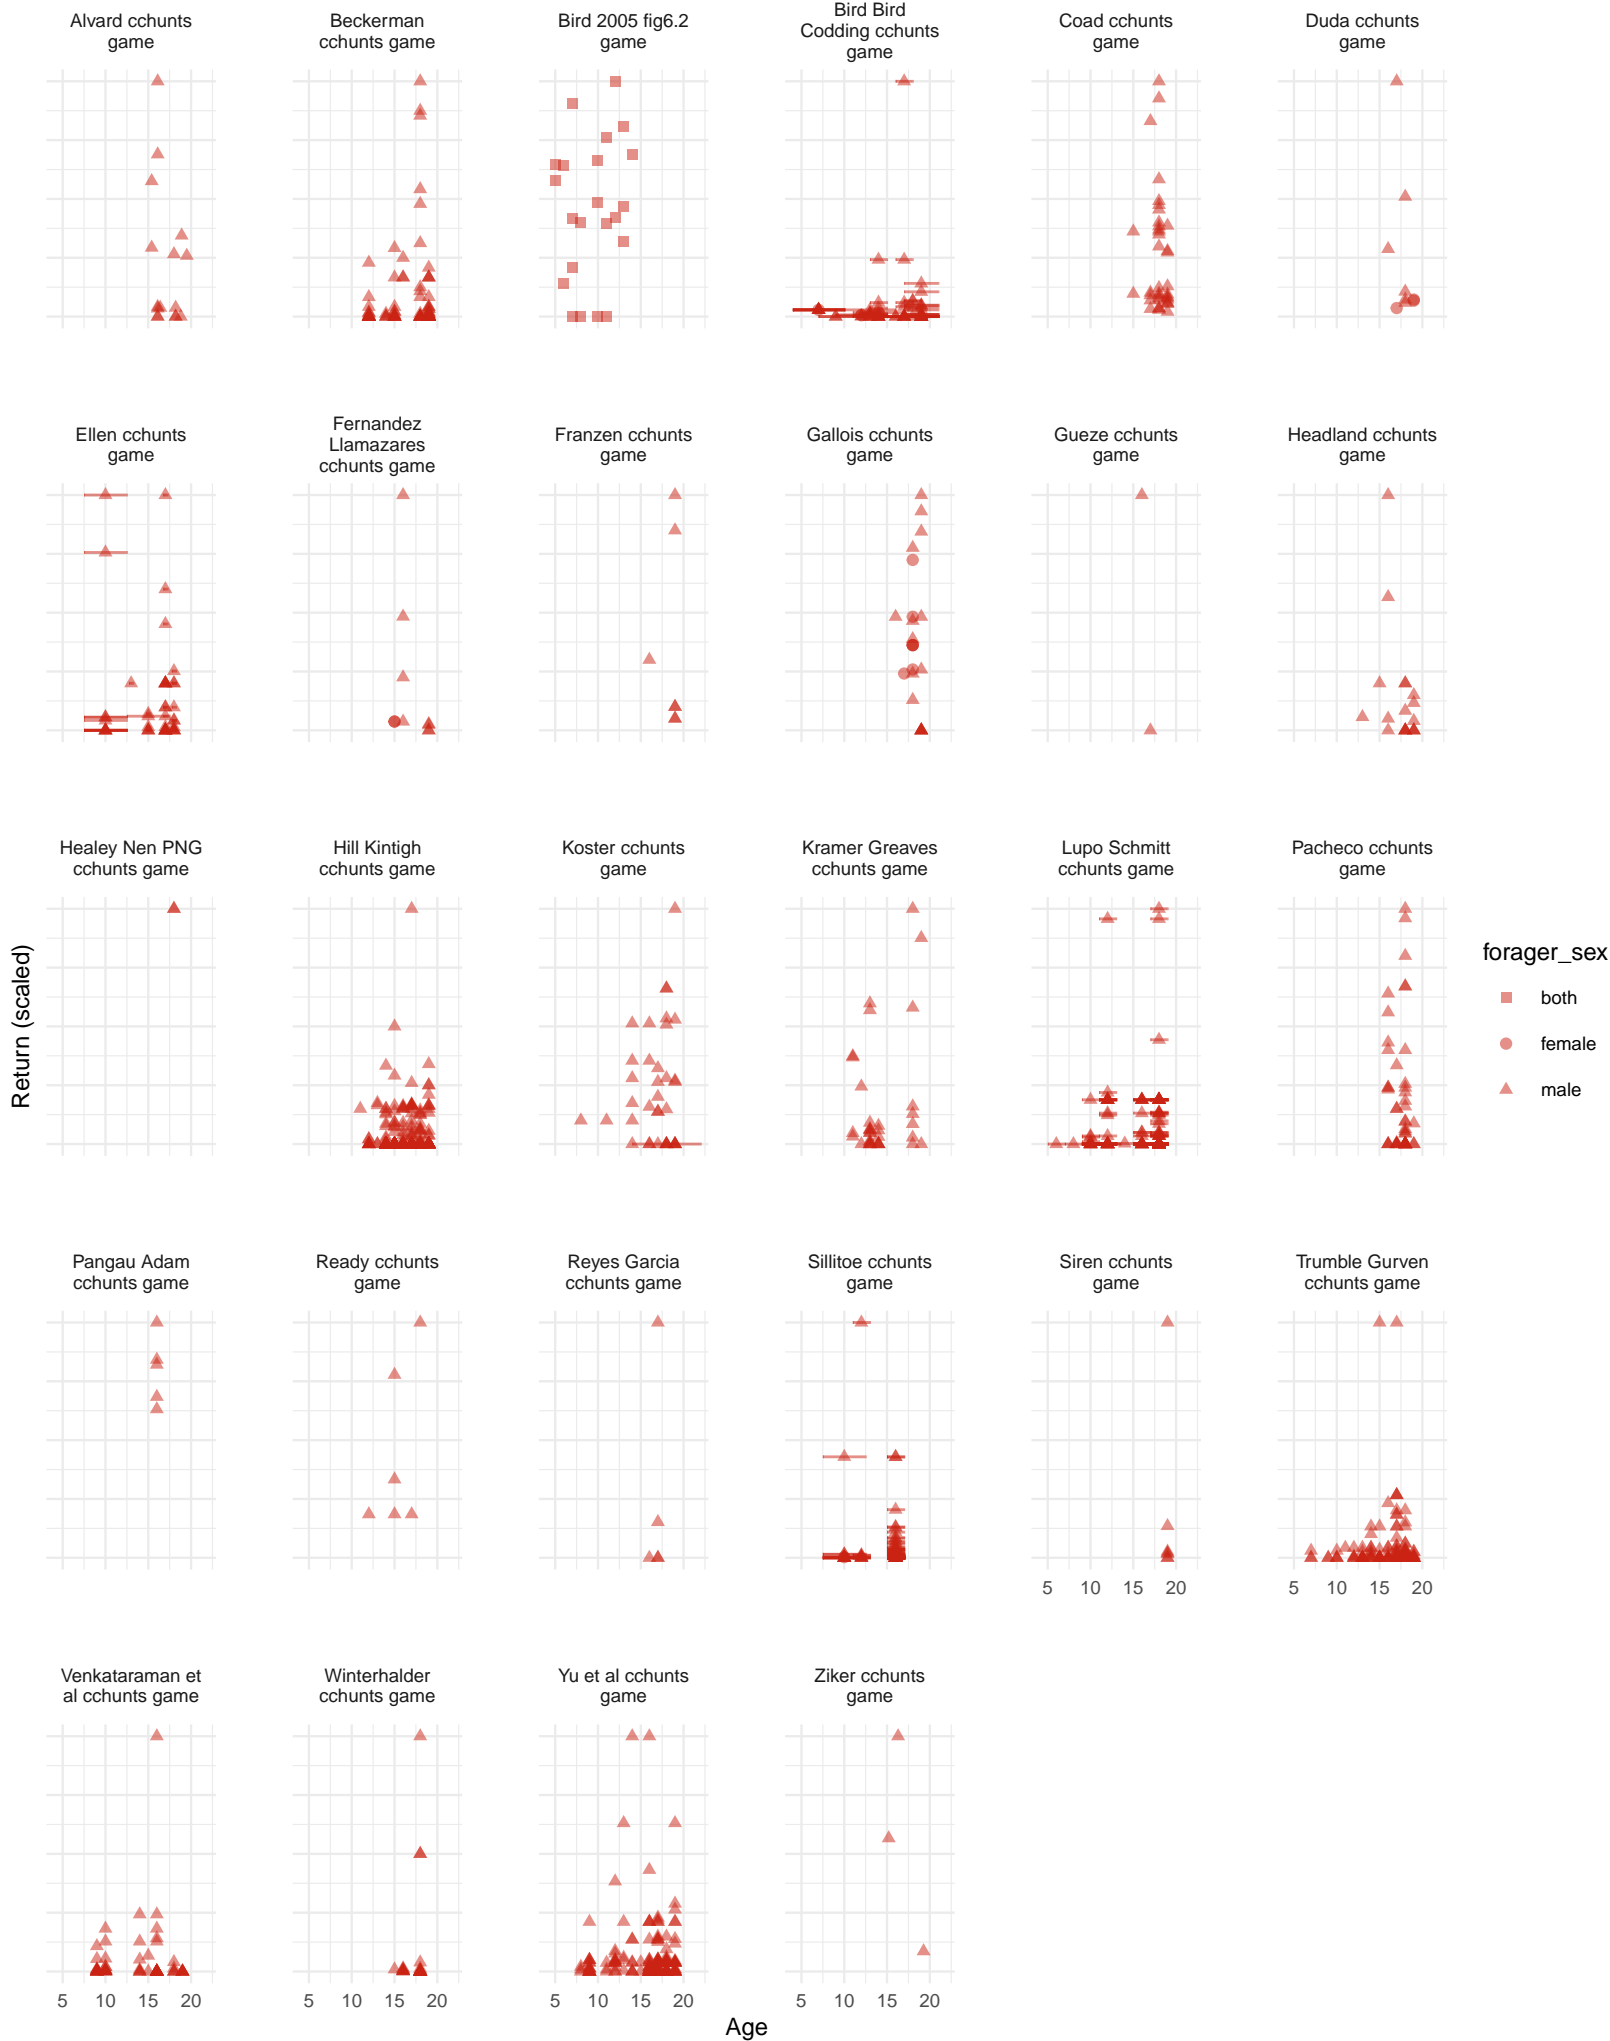 Alvard cchunts
game
Beckerman
cchunts game
Bird 2005 fig6.2
game
Bird Bird
Codding cchunts
game
Coad cchunts
game
Duda cchunts
game
Ellen cchunts
game
Fernandez
Llamazares
cchunts game
Franzen cchunts
game
Gallois cchunts
game
Gueze cchunts
game
Headland cchunts
game
Healey Nen PNG
cchunts game
Hill Kintigh
cchunts game
Koster cchunts
game
Kramer Greaves
cchunts game
Lupo Schmitt
cchunts game
Pacheco cchunts
game
Return (scaled)
forager_sex
both
female
male
Pangau Adam
cchunts game
Ready cchunts
game
Reyes Garcia
cchunts game
Sillitoe cchunts
game
Siren cchunts
game
Trumble Gurven
cchunts game
5 10 15 20
5 10 15 20
Venkataraman et
al cchunts game
Winterhalder
cchunts game
Yu et al cchunts
game
Ziker cchunts
game
5 10 15 20
5 10 15 20
5 10 15 20
5 10 15 20
Age